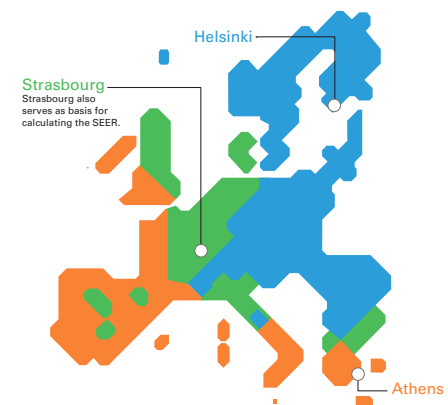 Helsinki
Strasbourg
Strasbourg also
serves as basis for
calculating the SEER.
Athens